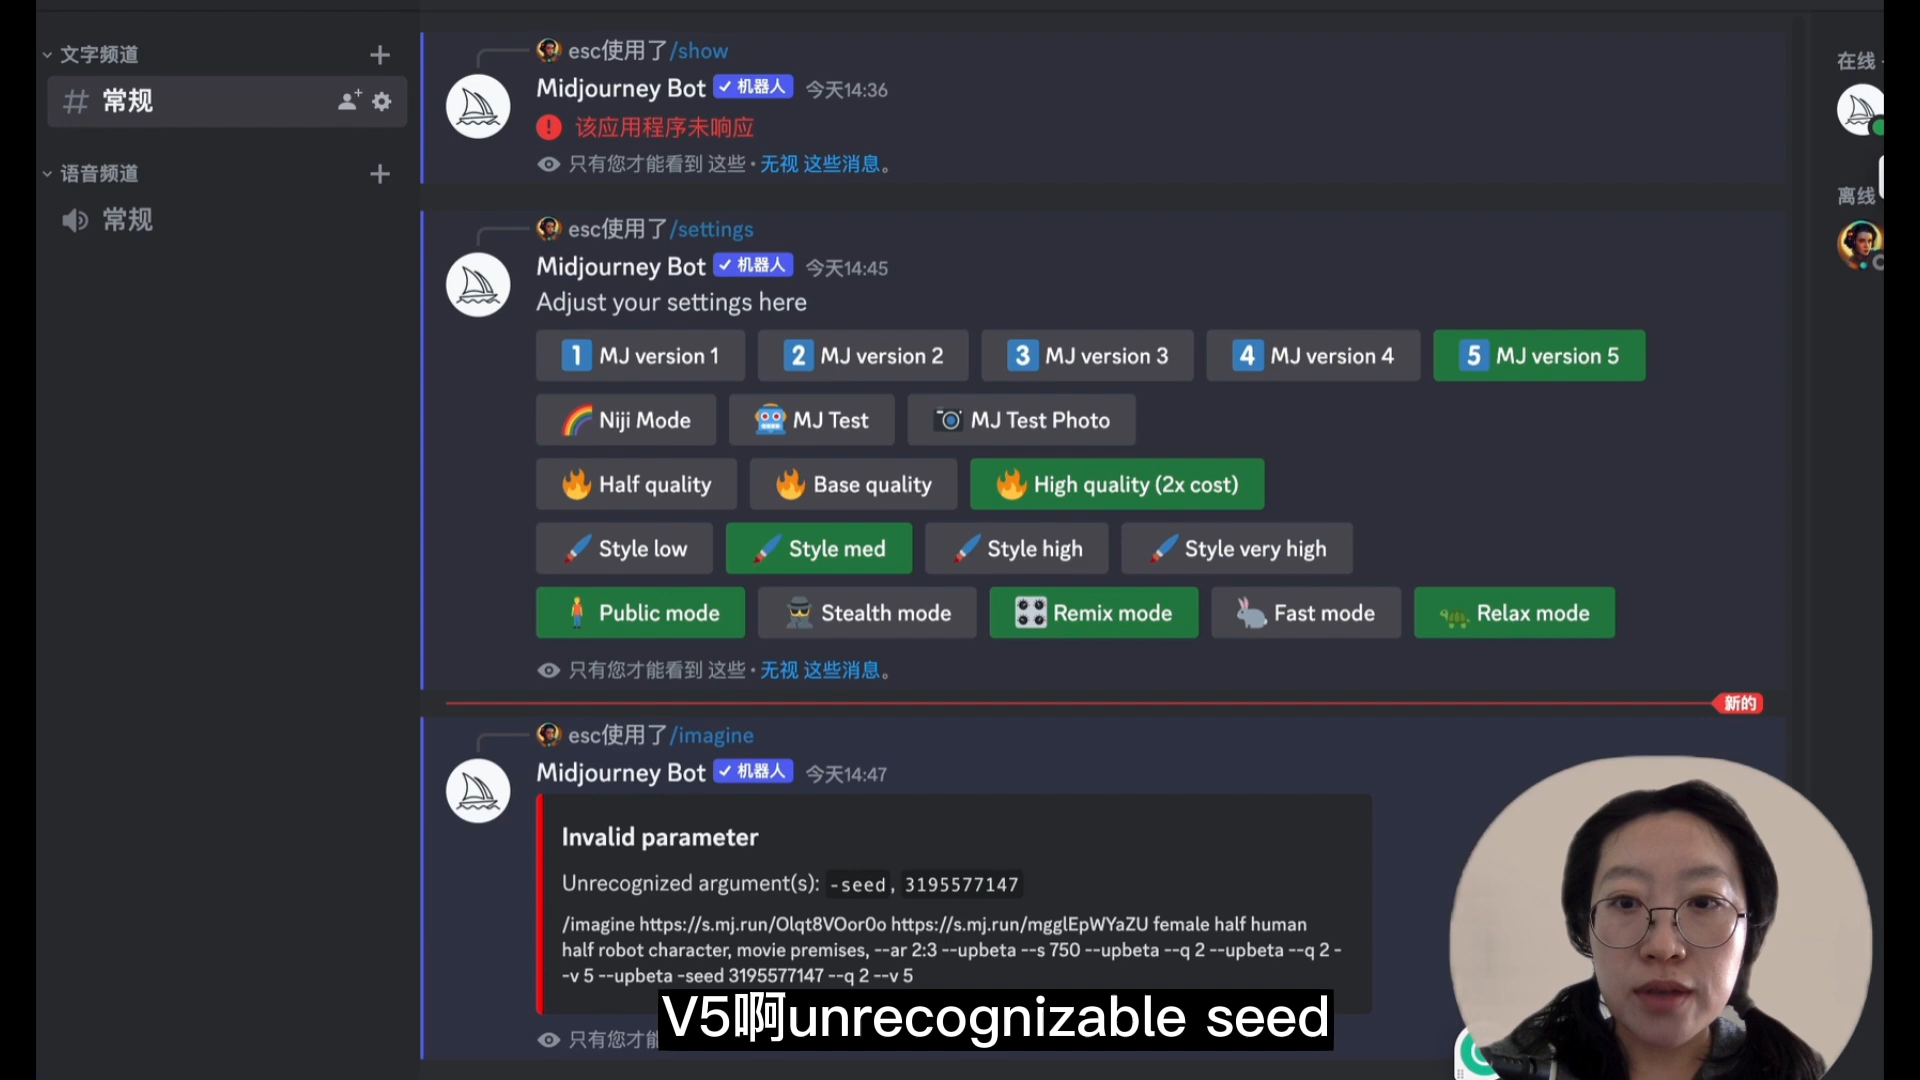 文字频道
常规
语音频道
常规
esc使用了/show
Midjourney Bot 机器人 今天14:36
该应用程序未响应
只有您才能看到 这些 • 无视 这些消息。
esc使用了/settings
Midjourney Bot 机器人 今天14:45
Adjust your settings here
1 MJ version 1 2 MJ version 2 3 MJ version 3 4 MJ version 4 5 MJ version 5
Niji Mode MJ Test MJ Test Photo
Half quality Base quality High quality (2x cost)
Style low Style med Style high Style very high
Public mode Stealth mode Remix mode Fast mode Relax mode
只有您才能看到 这些 • 无视 这些消息。
新的
esc使用了/imagine
Midjourney Bot 机器人 今天14:47
Invalid parameter
Unrecognized argument(s): -seed, 3195577147
/imagine https://s.mj.run/Olqt8VOor0o https://s.mj.run/mgglEpWYaZU female half human
half robot character, movie premises, --ar 2:3 --upbeta --s 750 --upbeta --q 2 --upbeta --q 2 -
-v 5 --upbeta -seed 3195577147 --q 2 --v 5
只有您才能
V5啊unrecognizable seed
在线
离线